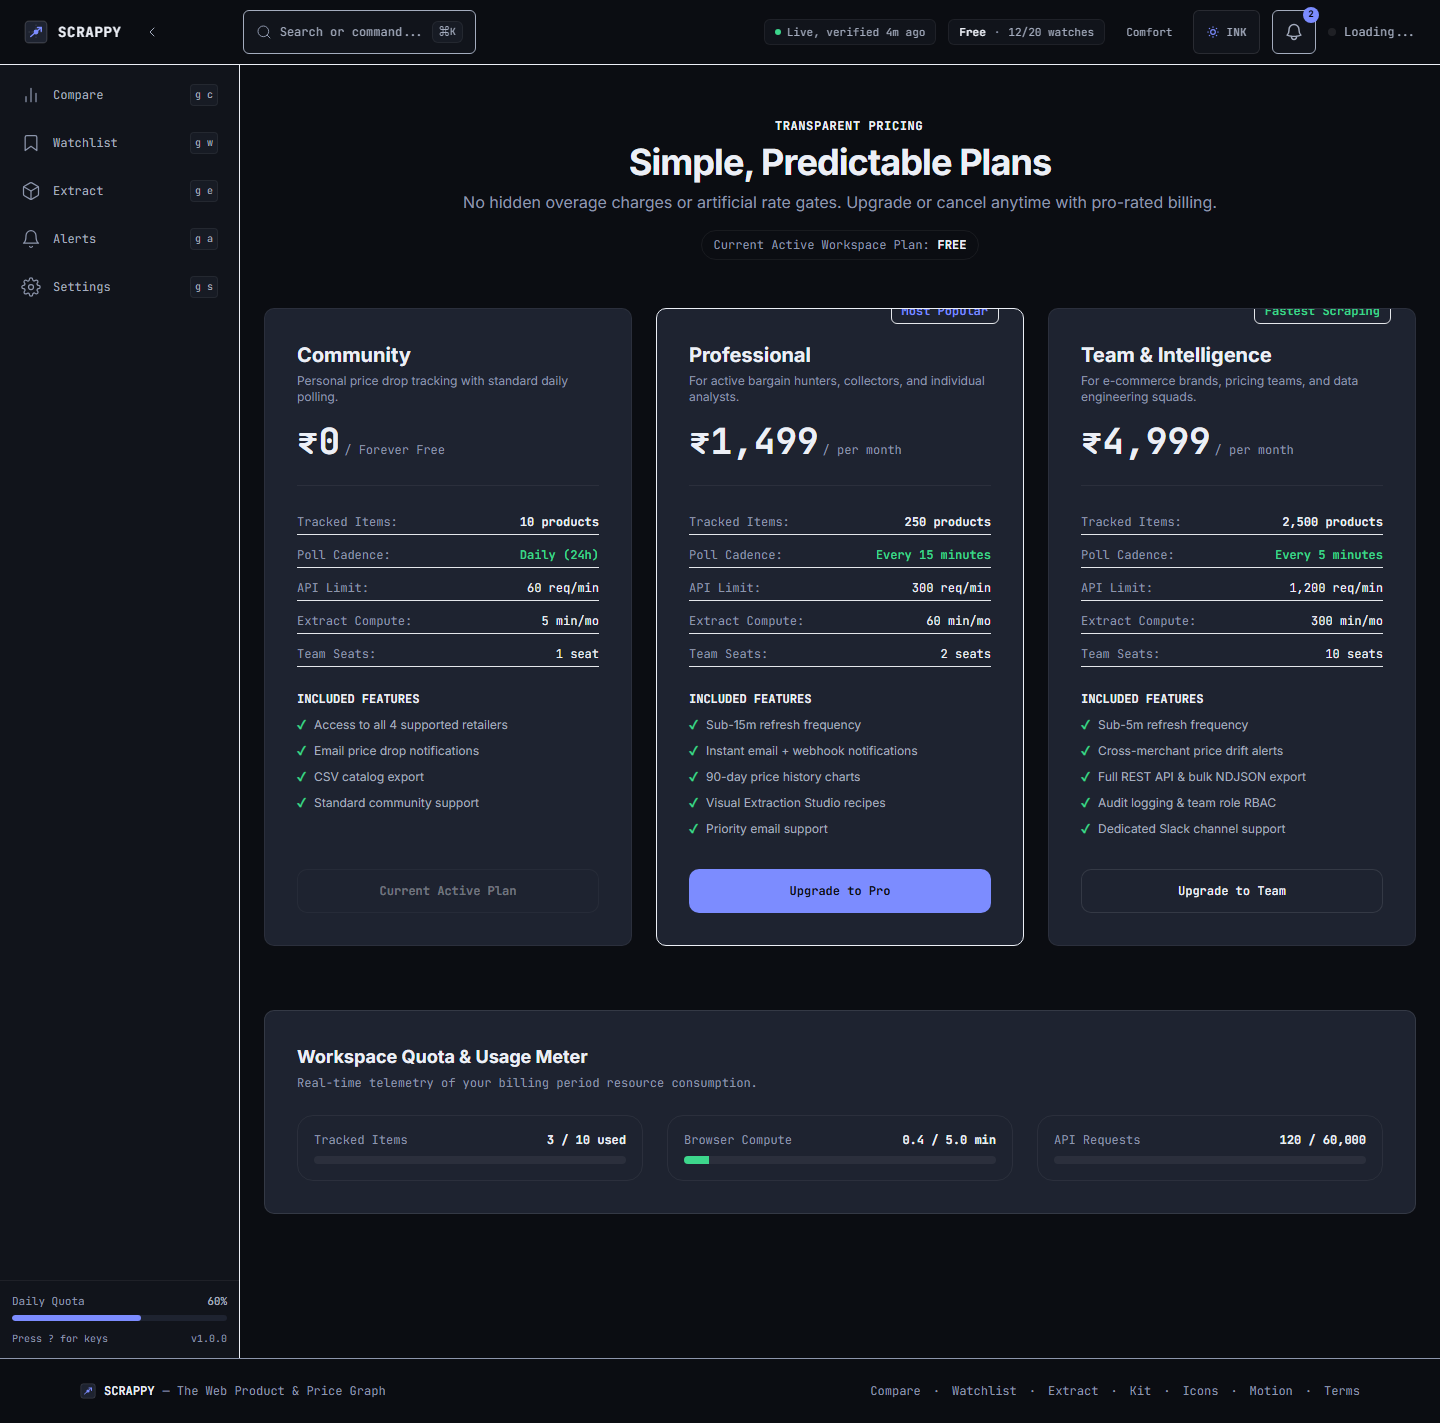 SCRAPPY
Search or command... ⌘K
Live, verified 4m ago
Free · 12/20 watches
Comfort
INK
2
Loading...
Compare g c
Watchlist g w
Extract g e
Alerts g a
Settings g s
TRANSPARENT PRICING
Simple, Predictable Plans
No hidden overage charges or artificial rate gates. Upgrade or cancel anytime with pro-rated billing.
Current Active Workspace Plan: FREE
Community
Personal price drop tracking with standard daily
polling.
₹0 / Forever Free
Tracked Items: 10 products
Poll Cadence: Daily (24h)
API Limit: 60 req/min
Extract Compute: 5 min/mo
Team Seats: 1 seat
INCLUDED FEATURES
✓ Access to all 4 supported retailers
✓ Email price drop notifications
✓ CSV catalog export
✓ Standard community support
Current Active Plan
Most Popular
Professional
For active bargain hunters, collectors, and individual
analysts.
₹1,499 / per month
Tracked Items: 250 products
Poll Cadence: Every 15 minutes
API Limit: 300 req/min
Extract Compute: 60 min/mo
Team Seats: 2 seats
INCLUDED FEATURES
✓ Sub-15m refresh frequency
✓ Instant email + webhook notifications
✓ 90-day price history charts
✓ Visual Extraction Studio recipes
✓ Priority email support
Upgrade to Pro
Fastest Scraping
Team & Intelligence
For e-commerce brands, pricing teams, and data
engineering squads.
₹4,999 / per month
Tracked Items: 2,500 products
Poll Cadence: Every 5 minutes
API Limit: 1,200 req/min
Extract Compute: 300 min/mo
Team Seats: 10 seats
INCLUDED FEATURES
✓ Sub-5m refresh frequency
✓ Cross-merchant price drift alerts
✓ Full REST API & bulk NDJSON export
✓ Audit logging & team role RBAC
✓ Dedicated Slack channel support
Upgrade to Team
Workspace Quota & Usage Meter
Real-time telemetry of your billing period resource consumption.
Tracked Items 3 / 10 used
Browser Compute 0.4 / 5.0 min
API Requests 120 / 60,000
Daily Quota 60%
Press ? for keys v1.0.0
SCRAPPY — The Web Product & Price Graph
Compare · Watchlist · Extract · Kit · Icons · Motion · Terms